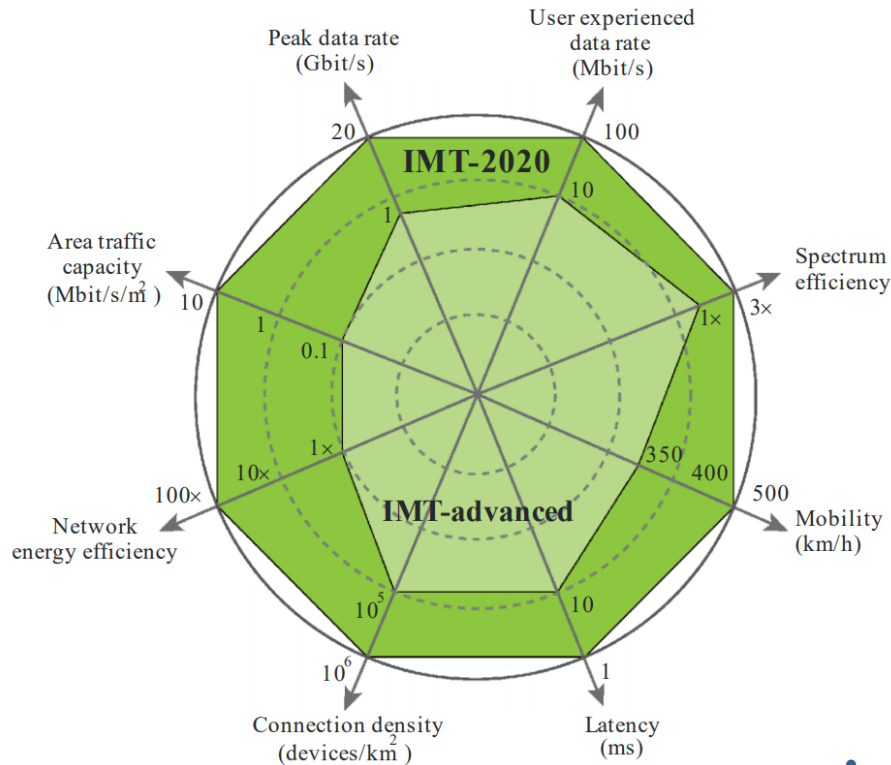 Peak data rate
(Gbit/s)
User experienced
data rate
(Mbit/s)
20
100
IMT-2020
1
10
Area traffic
capacity
(Mbit/s/m²)
10
1
0.1
Spectrum
efficiency
1×
3×
1×
10×
100×
Network
energy efficiency
350
400
500
Mobility
(km/h)
IMT-advanced
10⁵
10
10⁶
1
Connection density
(devices/km²)
Latency
(ms)